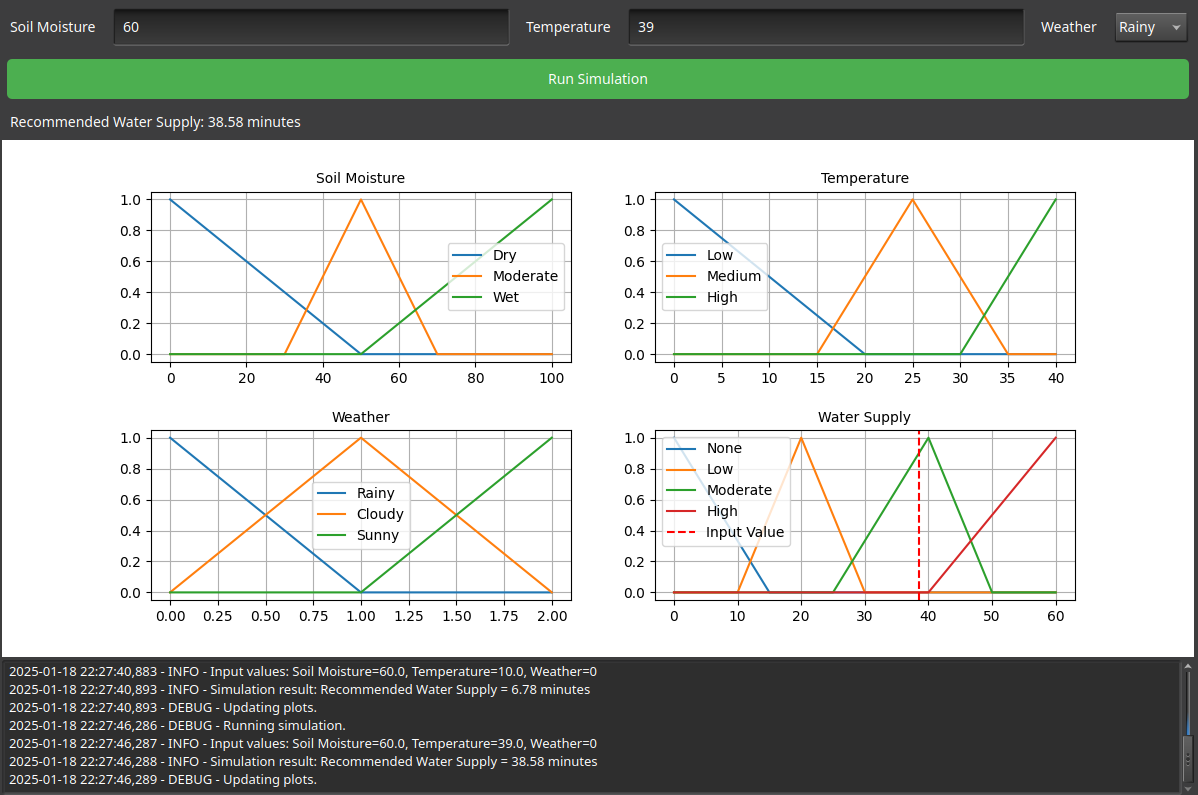 Soil Moisture 60 Temperature 39 Weather Rainy
Run Simulation
Recommended Water Supply: 38.58 minutes
Soil Moisture
1.0
0.8
0.6
0.4
0.2
0.0
0 20 40 60 80 100
Dry
Moderate
Wet
Temperature
1.0
0.8
0.6
0.4
0.2
0.0
0 5 10 15 20 25 30 35 40
Low
Medium
High
Weather
1.0
0.8
0.6
0.4
0.2
0.0
0.00 0.25 0.50 0.75 1.00 1.25 1.50 1.75 2.00
Rainy
Cloudy
Sunny
Water Supply
1.0
0.8
0.6
0.4
0.2
0.0
0 10 20 30 40 50 60
None
Low
Moderate
High
Input Value
2025-01-18 22:27:40,883 - INFO - Input values: Soil Moisture=60.0, Temperature=10.0, Weather=0
2025-01-18 22:27:40,893 - INFO - Simulation result: Recommended Water Supply = 6.78 minutes
2025-01-18 22:27:40,893 - DEBUG - Updating plots.
2025-01-18 22:27:46,286 - DEBUG - Running simulation.
2025-01-18 22:27:46,287 - INFO - Input values: Soil Moisture=60.0, Temperature=39.0, Weather=0
2025-01-18 22:27:46,288 - INFO - Simulation result: Recommended Water Supply = 38.58 minutes
2025-01-18 22:27:46,289 - DEBUG - Updating plots.